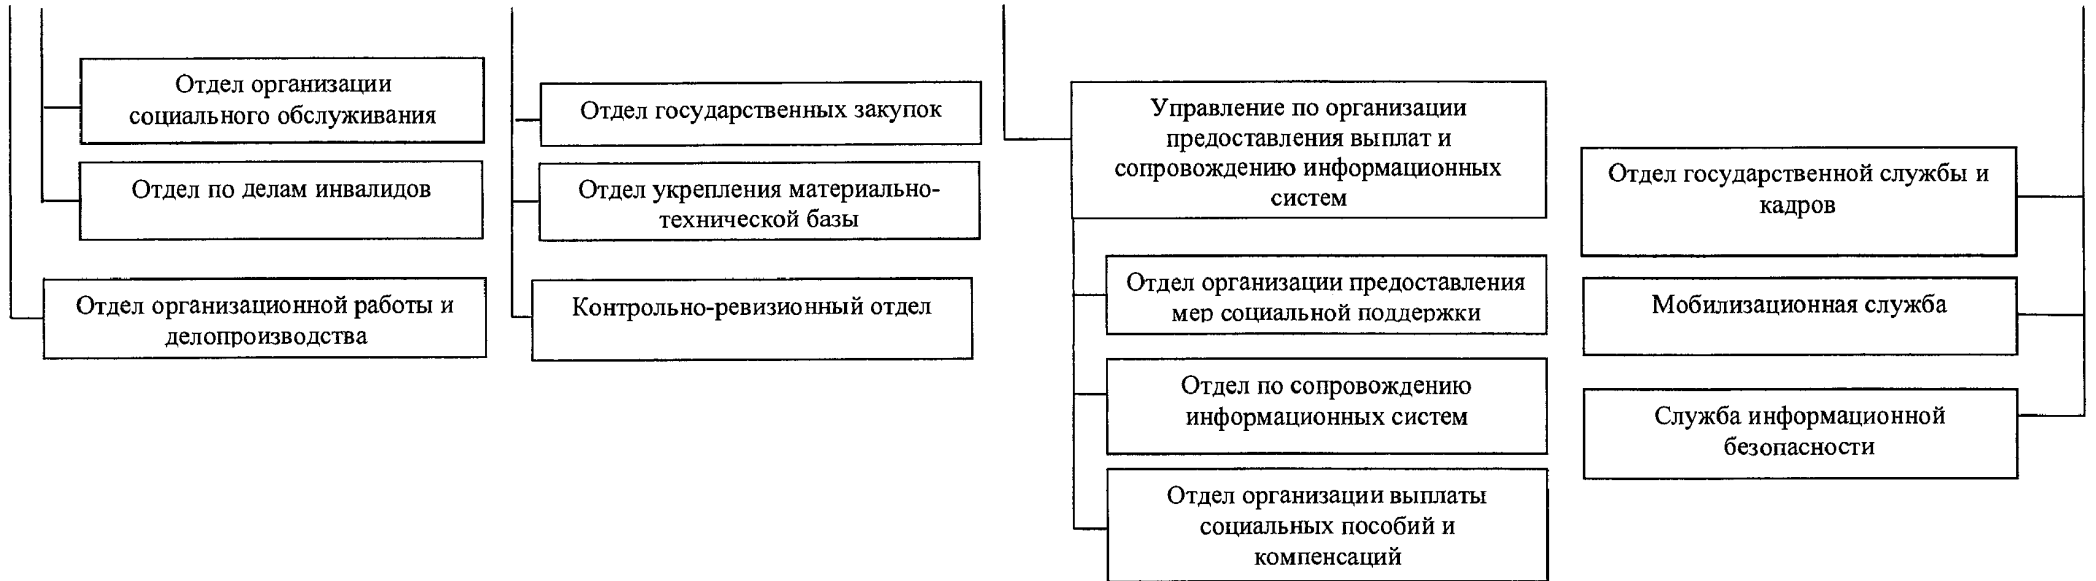 Отдел организации
социального обслуживания
Отдел по делам инвалидов
Отдел организационной работы и
делопроизводства
Отдел государственных закупок
Отдел укрепления материально-
технической базы
Контрольно-ревизионный отдел
Управление по организации
предоставления выплат и
сопровождению информационных
систем
Отдел организации предоставления
мер социальной поддержки
Отдел по сопровождению
информационных систем
Отдел организации выплаты
социальных пособий и
компенсаций
Отдел государственной службы и
кадров
Мобилизационная служба
Служба информационной
безопасности